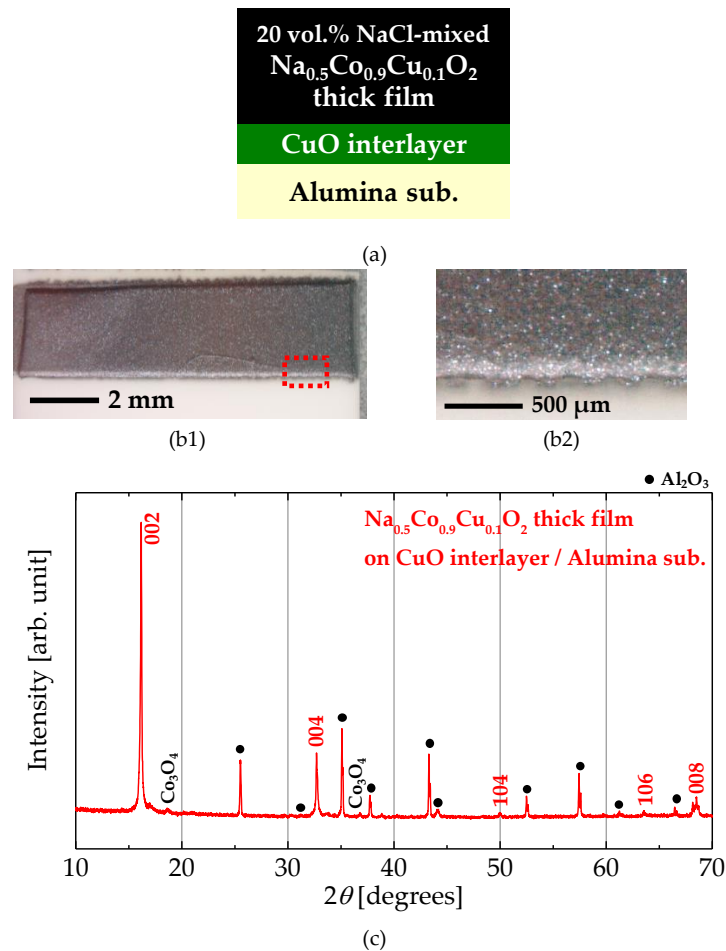 20 vol.% NaCl-mixed
Na₀.₅Co₀.₉Cu₀.₁O₂
thick film
CuO interlayer
Alumina sub.
(a)
2 mm
500 μm
(b1)
(b2)
● Al₂O₃
Na₀.₅Co₀.₉Cu₀.₁O₂ thick film
on CuO interlayer / Alumina sub.
002
Co₃O₄
004
Co₃O₄
104
106
008
Intensity [arb. unit]
10 20 30 40 50 60 70
2θ [degrees]
(c)